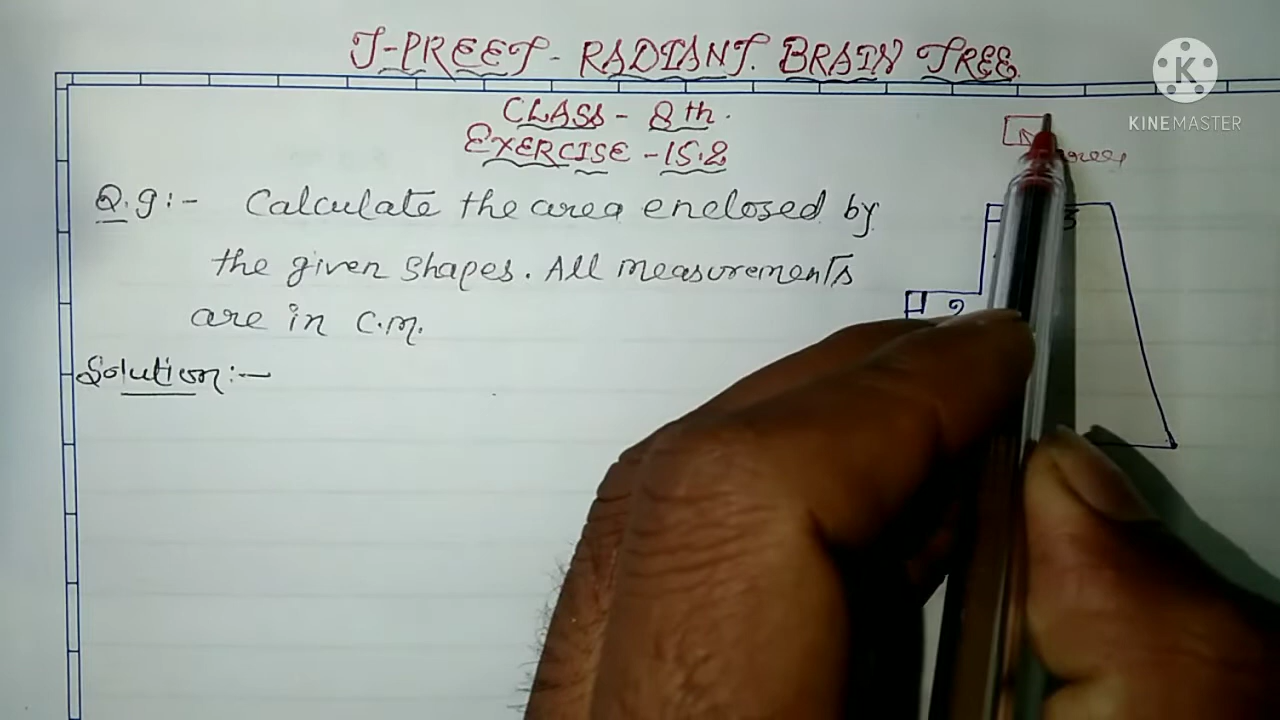 J-PREET - RADIANT. BRAIN TREE
K
KINEMASTER
CLASS - 8th.
EXERCISE - 15.2
Q.9:- Calculate the area enclosed by
the given shapes. All measurements
are in C.M.
3
2
Solution:-